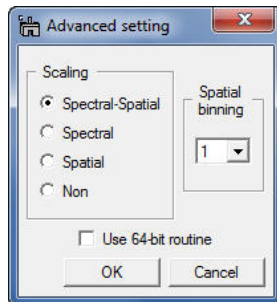 Advanced setting
Scaling
Spectral-Spatial
Spectral
Spatial
Non
Spatial
binning
1
Use 64-bit routine
OK
Cancel